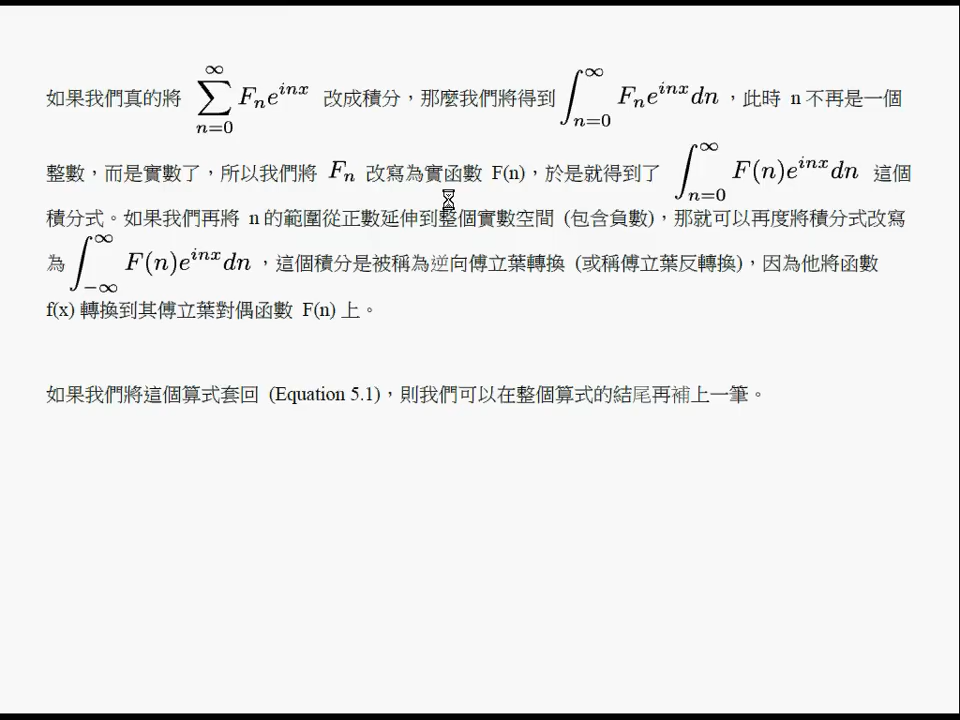 如果我們真的將 $\sum_{n=0}^{\infty} F_n e^{inx}$ 改成積分，那麼我們將得到 $\int_{n=0}^{\infty} F_n e^{inx} dn$，此時 n 不再是一個
整數，而是實數了，所以我們將 $F_n$ 改寫為實函數 F(n)，於是就得到了 $\int_{n=0}^{\infty} F(n) e^{inx} dn$ 這個
積分式。如果我們再將 n 的範圍從正數延伸到整個實數空間 (包含負數)，那就可以再度將積分式改寫
為 $\int_{-\infty}^{\infty} F(n) e^{inx} dn$，這個積分是被稱為逆向傅立葉轉換 (或稱傅立葉反轉換)，因為他將函數
f(x) 轉換到其傅立葉對偶函數 F(n) 上。
如果我們將這個算式套回 (Equation 5.1)，則我們可以在整個算式的結尾再補上一筆。